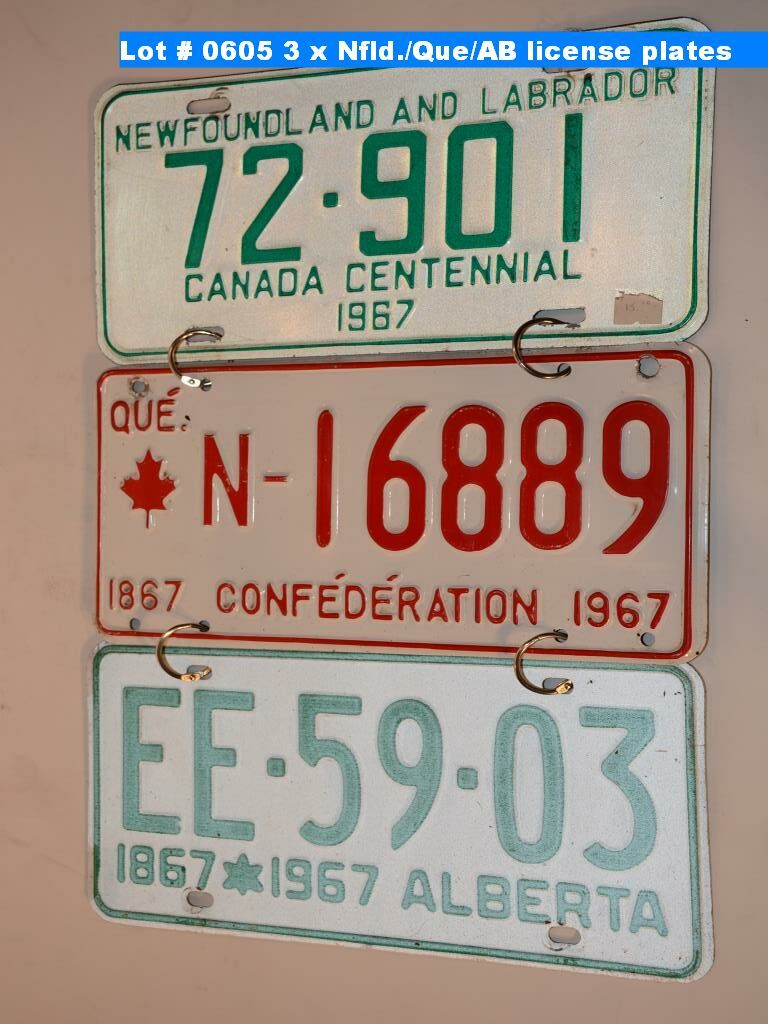 Lot # 0605 3 x Nfld./Que/AB license plates
NEWFOUNDLAND AND LABRADOR
72·901
CANADA CENTENNIAL
1967
QUÉ.
N-16889
1867 CONFÉDÉRATION 1967
EE·59·03
1867 1967 ALBERTA